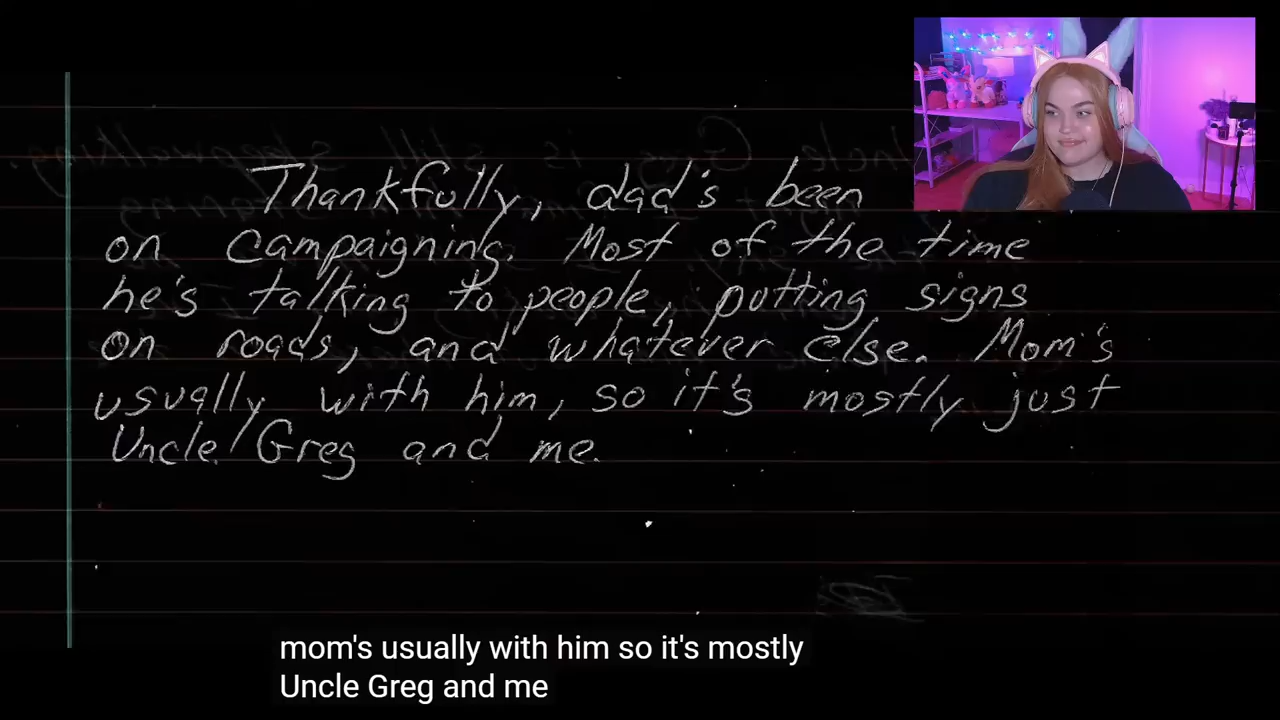 Thankfully, dad's been
on campaigning. Most of the time
he's talking to people, putting signs
on roads, and whatever else. Mom's
usually with him, so it's mostly just
Uncle Greg and me.
mom's usually with him so it's mostly
Uncle Greg and me